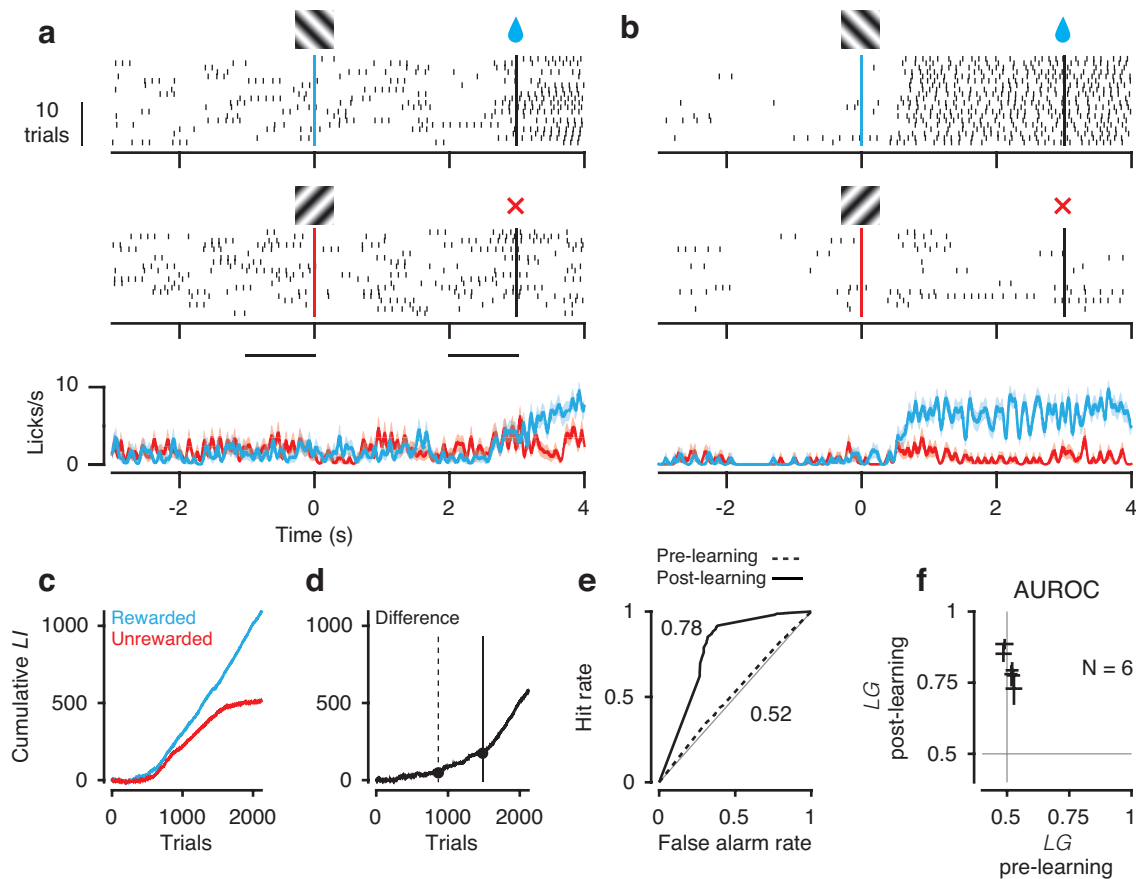 a
b
10
trials
×
×
10
Licks/s
0
-2 0 2 4
Time (s)
-2 0 2 4
c
Rewarded
Unrewarded
1000
500
0
Cumulative LI
0 1000 2000
Trials
d
Difference
1000
500
0
0 1000 2000
Trials
Pre-learning
Post-learning
e
1
0.78
0.5
0.52
0
Hit rate
0 0.5 1
False alarm rate
f
AUROC
1
N = 6
0.75
0.5
LG
post-learning
0.5 0.75 1
LG
pre-learning